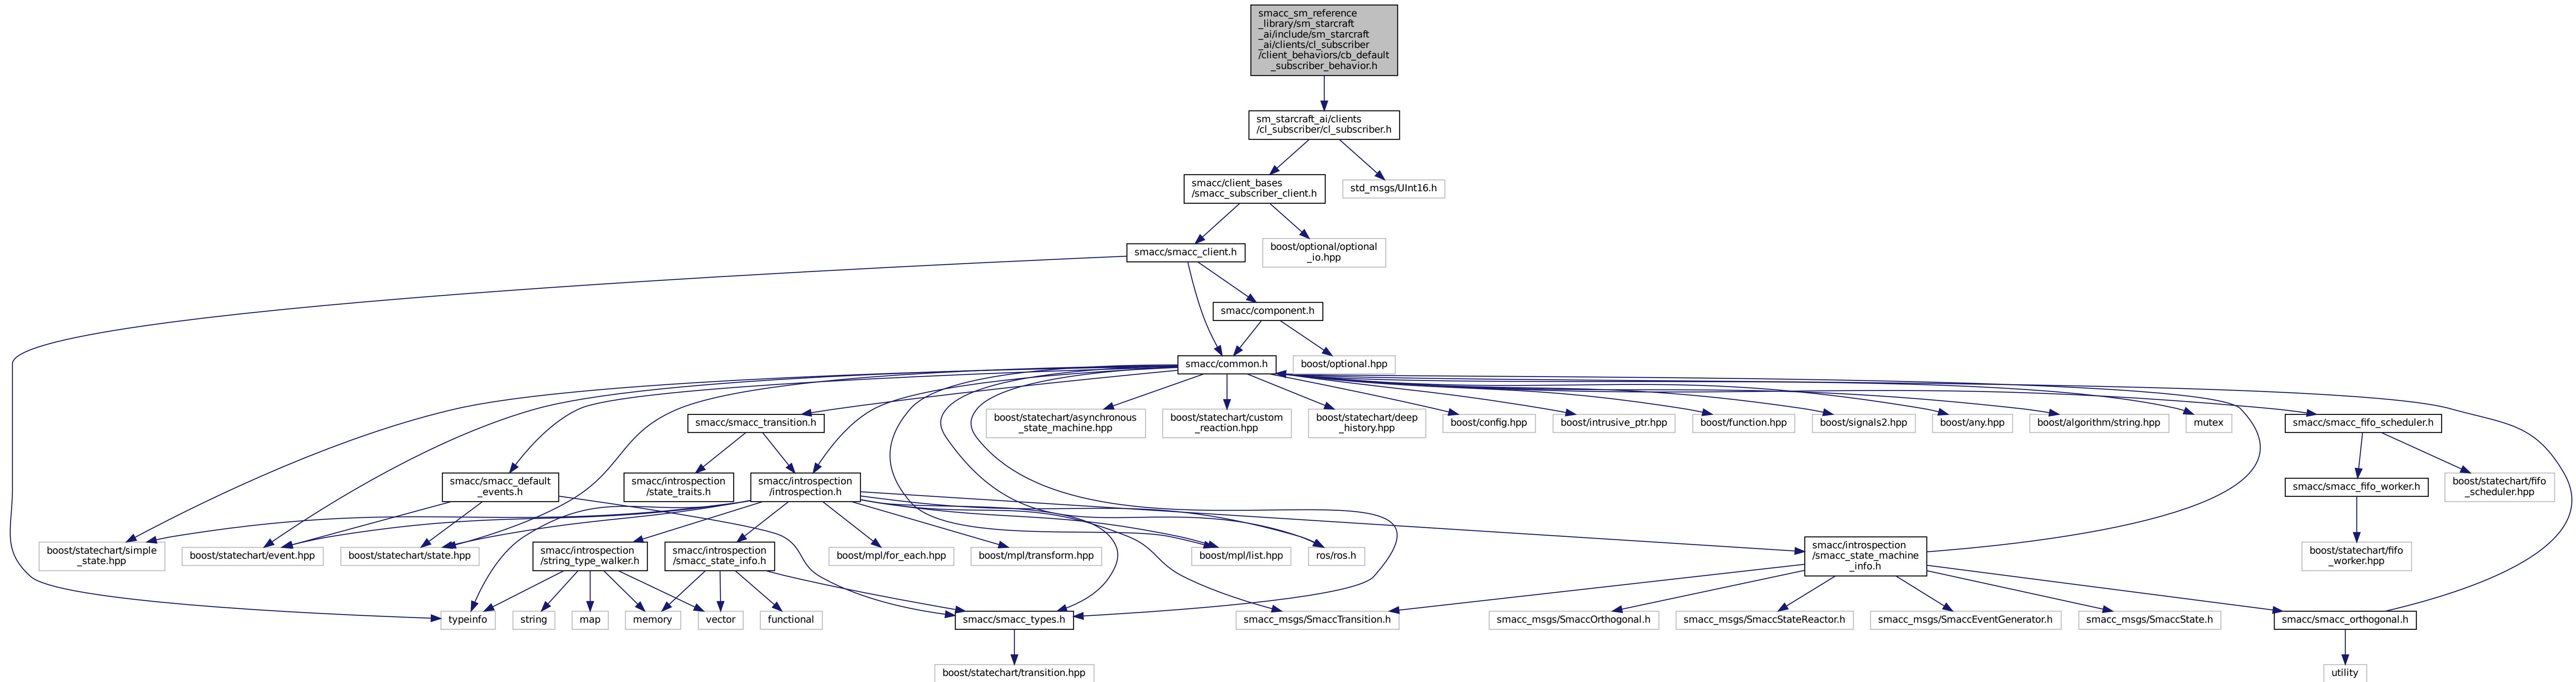 smacc_sm_reference
_library/sm_starcraft
_ai/include/sm_starcraft
_ai/clients/cl_subscriber
/client_behaviors/cb_default
_subscriber_behavior.h
sm_starcraft_ai/clients
/cl_subscriber/cl_subscriber.h
smacc/client_bases
/smacc_subscriber_client.h
std_msgs/UInt16.h
smacc/smacc_client.h
boost/optional/optional
_io.hpp
smacc/component.h
smacc/common.h
boost/optional.hpp
smacc/smacc_transition.h
boost/statechart/asynchronous
_state_machine.hpp
boost/statechart/custom
_reaction.hpp
boost/statechart/deep
_history.hpp
boost/config.hpp
boost/intrusive_ptr.hpp
boost/function.hpp
boost/signals2.hpp
boost/any.hpp
boost/algorithm/string.hpp
mutex
smacc/smacc_fifo_scheduler.h
smacc/smacc_default
_events.h
smacc/introspection
/state_traits.h
smacc/introspection
/introspection.h
smacc/smacc_fifo_worker.h
boost/statechart/fifo
_scheduler.hpp
boost/statechart/simple
_state.hpp
boost/statechart/event.hpp
boost/statechart/state.hpp
smacc/introspection
/string_type_walker.h
smacc/introspection
/smacc_state_info.h
boost/mpl/for_each.hpp
boost/mpl/transform.hpp
boost/mpl/list.hpp
ros/ros.h
smacc/introspection
/smacc_state_machine
_info.h
boost/statechart/fifo
_worker.hpp
typeinfo
string
map
memory
vector
functional
smacc/smacc_types.h
smacc_msgs/SmaccTransition.h
smacc_msgs/SmaccOrthogonal.h
smacc_msgs/SmaccStateReactor.h
smacc_msgs/SmaccEventGenerator.h
smacc_msgs/SmaccState.h
smacc/smacc_orthogonal.h
boost/statechart/transition.hpp
utility